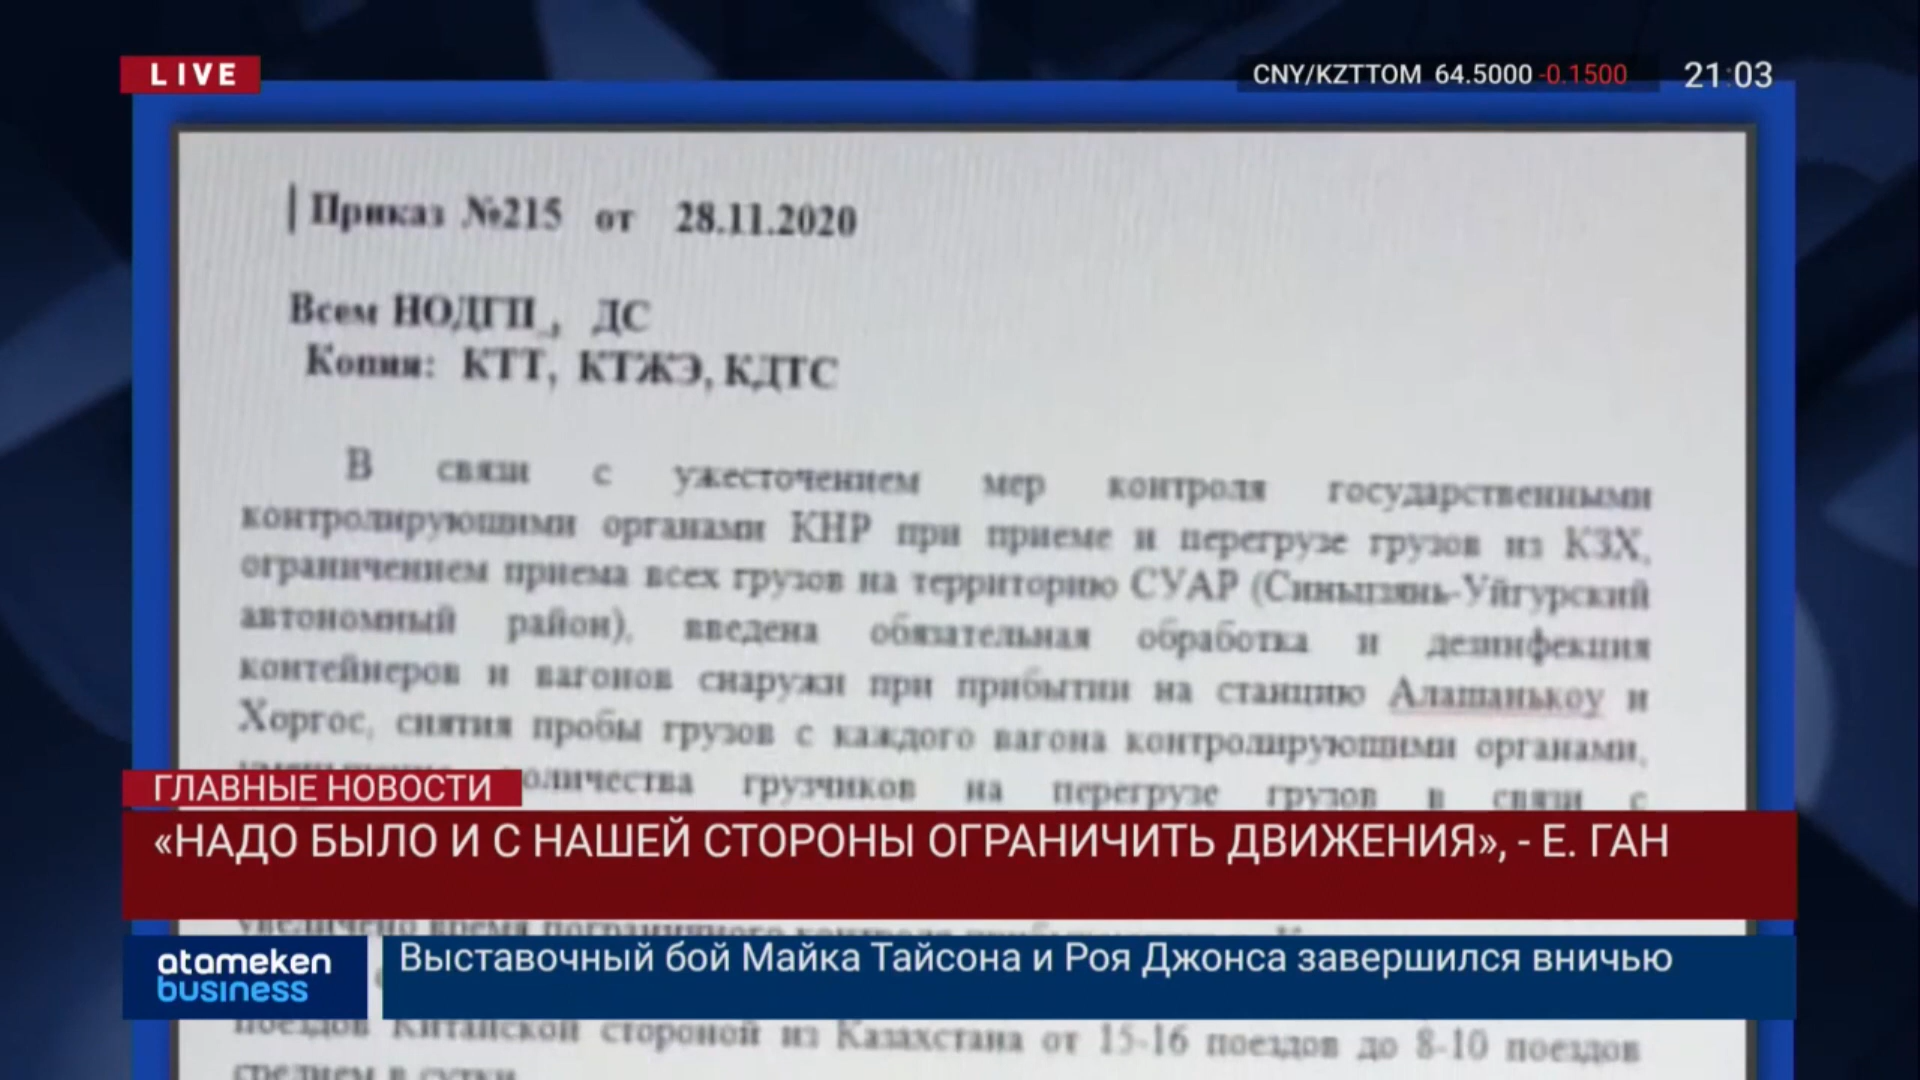 LIVE
CNY/KZTTOM 64.5000 -0.1500
21:03
Приказ №215 от 28.11.2020
Всем НОДГП , ДС
Копия: КТТ, КТЖЭ, КДТС
В связи с ужесточением мер контроля государственными
контролирующими органами КНР при приеме и перегрузе грузов из КЗХ,
ограничением приема всех грузов на территорию СУАР (Синьцзянь-Уйгурский
автономный район), введена обязательная обработка и дезинфекция
контейнеров и вагонов снаружи при прибытии на станцию Алашанькоу и
Хоргос, снятия пробы грузов с каждого вагона контролирующими органами,
количества грузчиков на перегрузе грузов в связи с
ГЛАВНЫЕ НОВОСТИ
«НАДО БЫЛО И С НАШЕЙ СТОРОНЫ ОГРАНИЧИТЬ ДВИЖЕНИЯ», - Е. ГАН
увеличено время пограничного контроля
atameken
business
Выставочный бой Майка Тайсона и Роя Джонса завершился вничью
поездов Китайской стороной из Казахстана от 15-16 поездов до 8-10 поездов
среднем в сутки